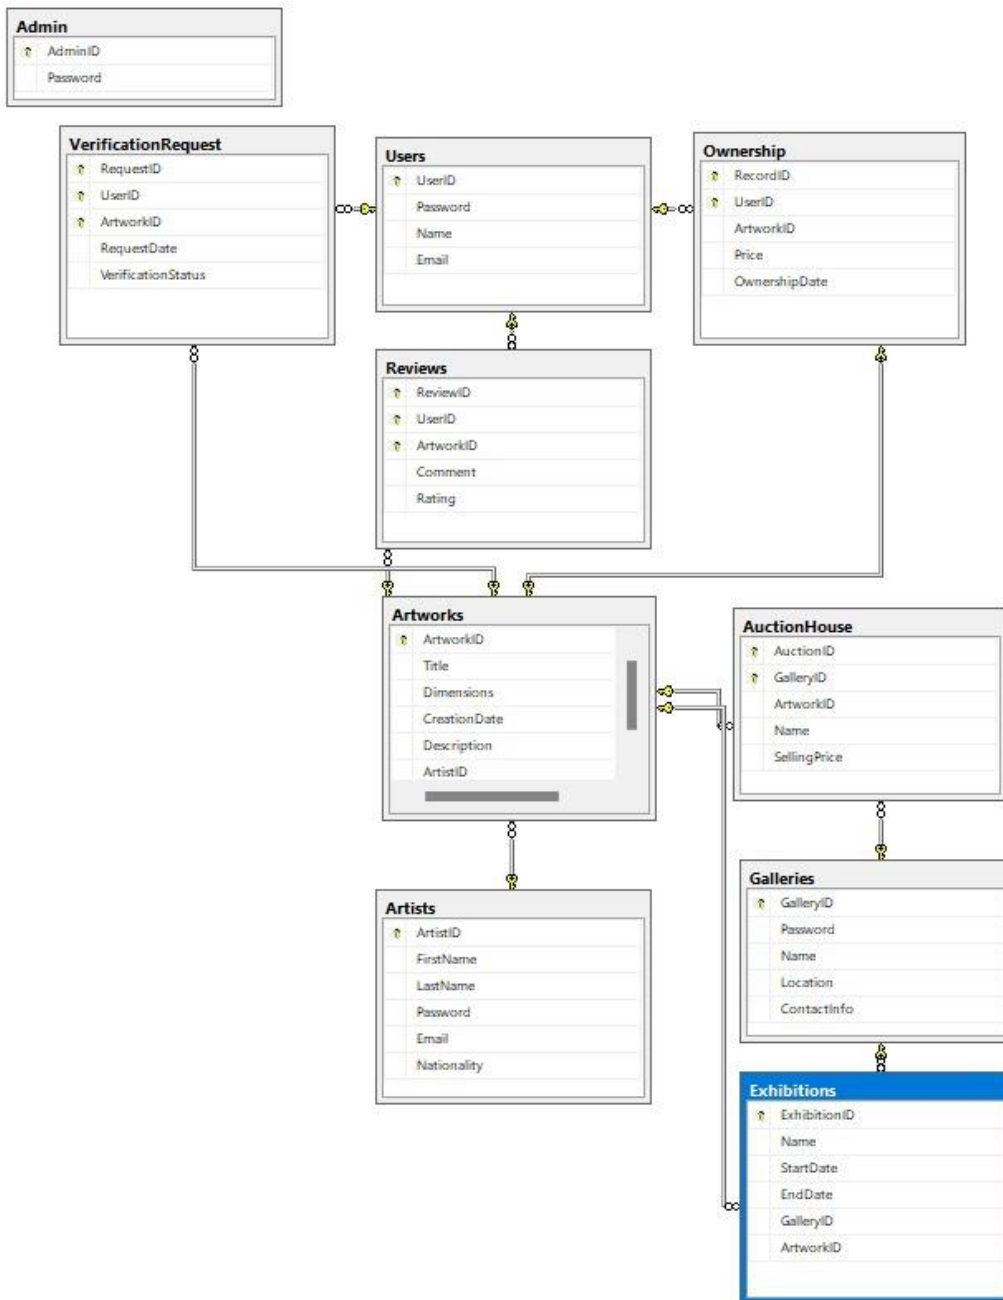 Admin
AdminID
Password
VerificationRequest
RequestID
UserID
ArtworkID
RequestDate
VerificationStatus
Users
UserID
Password
Name
Email
Ownership
RecordID
UserID
ArtworkID
Price
OwnershipDate
Reviews
ReviewID
UserID
ArtworkID
Comment
Rating
Artworks
ArtworkID
Title
Dimensions
CreationDate
Description
ArtistID
AuctionHouse
AuctionID
GalleryID
ArtworkID
Name
SellingPrice
Artists
ArtistID
FirstName
LastName
Password
Email
Nationality
Galleries
GalleryID
Password
Name
Location
ContactInfo
Exhibitions
ExhibitionID
Name
StartDate
EndDate
GalleryID
ArtworkID